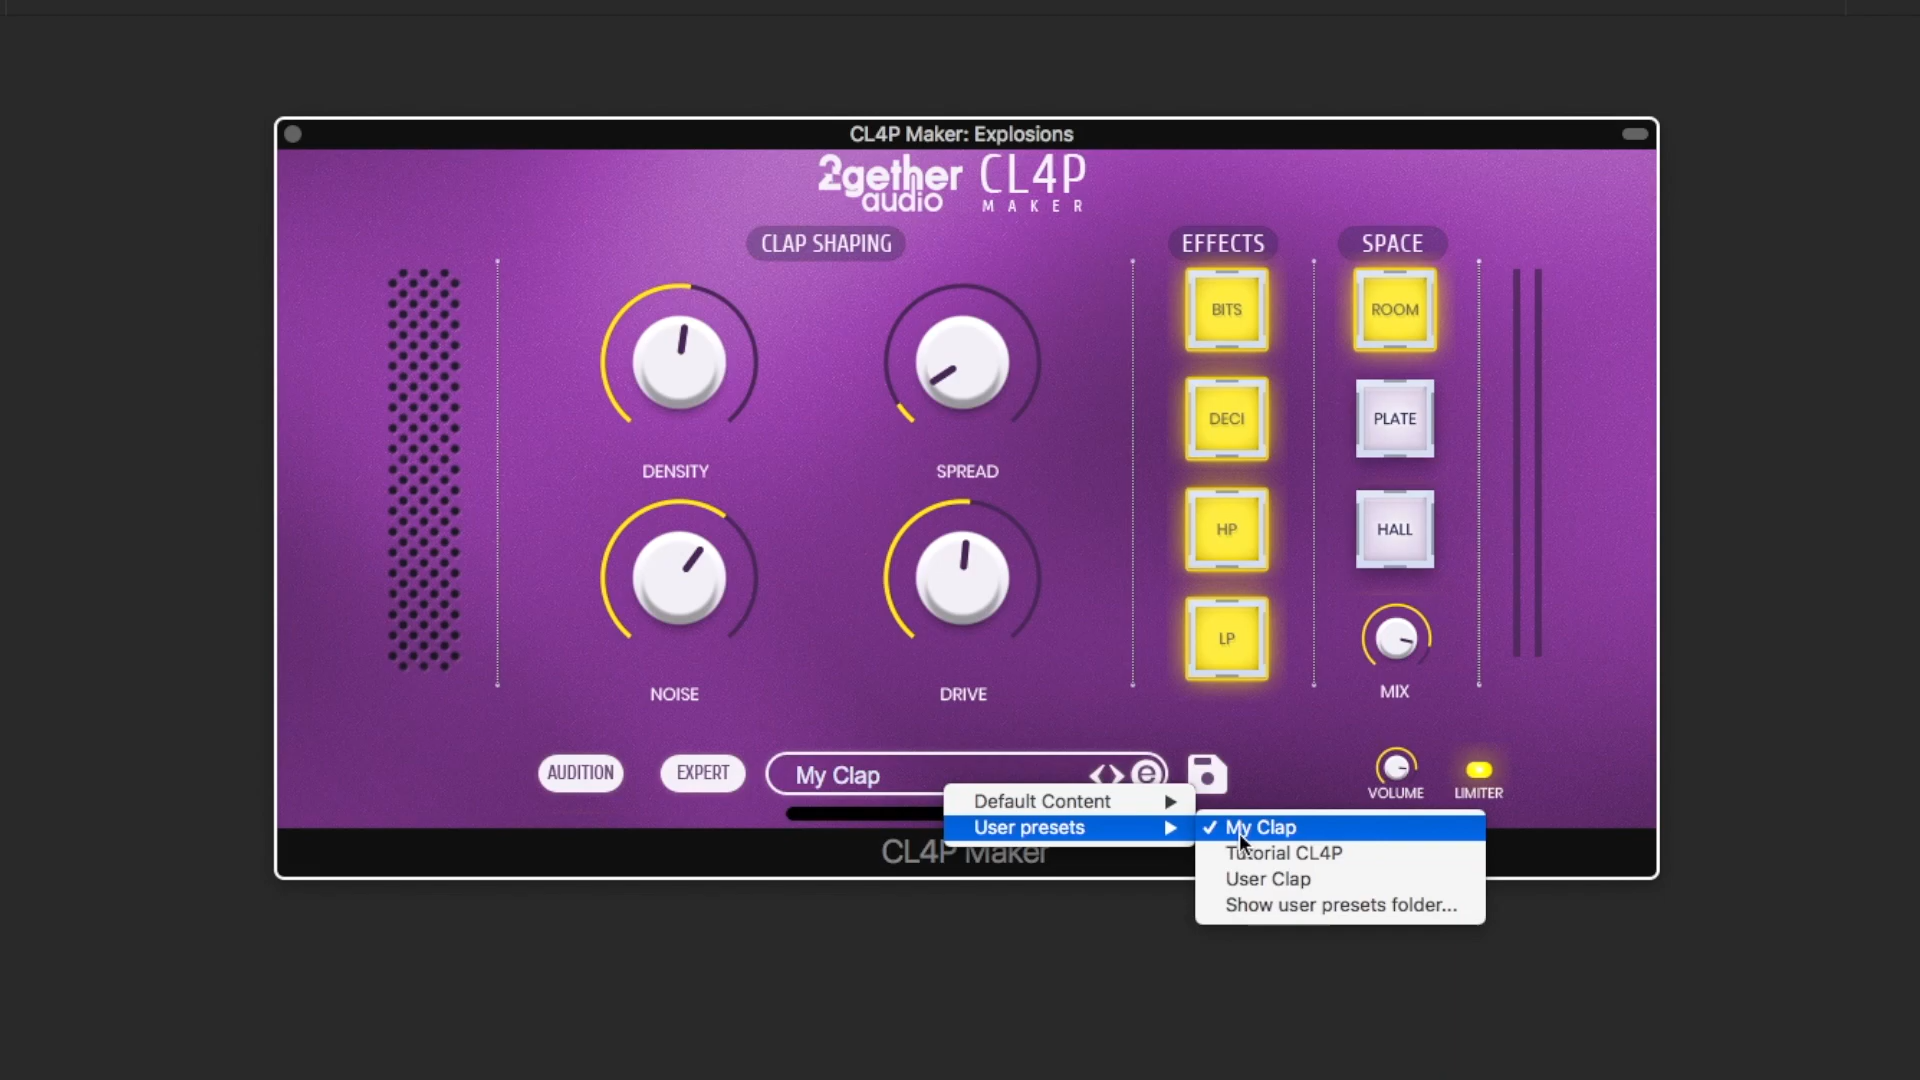 CL4P Maker: Explosions
2gether audio
CL4P MAKER
CLAP SHAPING
EFFECTS
SPACE
BITS
ROOM
DECI
PLATE
DENSITY
SPREAD
HP
HALL
LP
NOISE
DRIVE
MIX
AUDITION
EXPERT
My Clap
VOLUME
LIMITER
Default Content
User presets
✓ My Clap
CL4P Maker
Tutorial CL4P
User Clap
Show user presets folder...